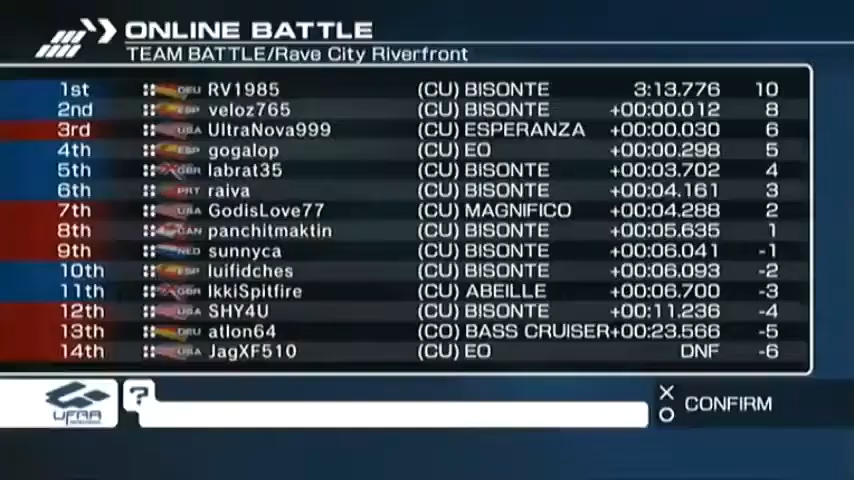 ONLINE BATTLE
TEAM BATTLE/Rave City Riverfront
1st DEU RV1985 (CU) BISONTE 3:13.776 10
2nd ESP veloz765 (CU) BISONTE +00:00.012 8
3rd USA UltraNova999 (CU) ESPERANZA +00:00.030 6
4th ESP gogalop (CU) EO +00:00.298 5
5th GBR labrat35 (CU) BISONTE +00:03.702 4
6th PRT raiva (CU) BISONTE +00:04.161 3
7th USA GodisLove77 (CU) MAGNIFICO +00:04.288 2
8th CAN panchitmaktin (CU) BISONTE +00:05.635 1
9th NED sunnyca (CU) BISONTE +00:06.041 -1
10th ESP luifidches (CU) BISONTE +00:06.093 -2
11th GBR IkkiSpitfire (CU) ABEILLE +00:06.700 -3
12th USA SHY4U (CU) BISONTE +00:11.236 -4
13th DEU atlon64 (CO) BASS CRUISER+00:23.566 -5
14th USA JagXF510 (CU) EO DNF -6
UFRA ?
X O CONFIRM